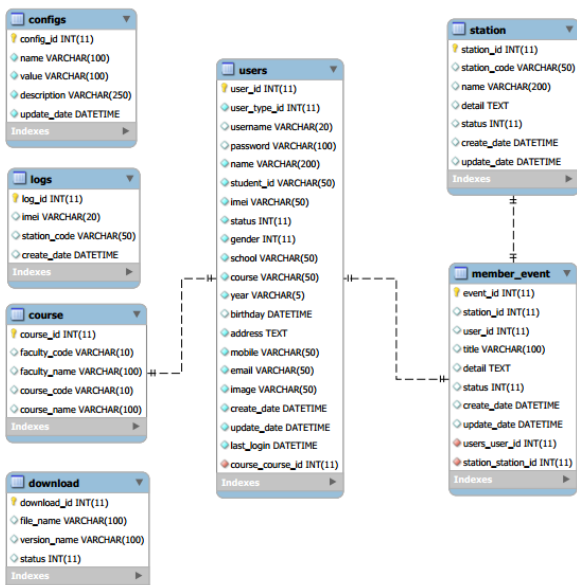 configs
config_id INT(11)
name VARCHAR(100)
value VARCHAR(100)
description VARCHAR(250)
update_date DATETIME
Indexes
logs
log_id INT(11)
imei VARCHAR(20)
station_code VARCHAR(50)
create_date DATETIME
Indexes
course
course_id INT(11)
faculty_code VARCHAR(10)
faculty_name VARCHAR(100)
course_code VARCHAR(10)
course_name VARCHAR(100)
Indexes
download
download_id INT(11)
file_name VARCHAR(100)
version_name VARCHAR(100)
status INT(11)
Indexes
users
user_id INT(11)
user_type_id INT(11)
username VARCHAR(20)
password VARCHAR(100)
name VARCHAR(200)
student_id VARCHAR(50)
imei VARCHAR(50)
status INT(11)
gender INT(11)
school VARCHAR(50)
course VARCHAR(50)
year VARCHAR(5)
birthday DATETIME
address TEXT
mobile VARCHAR(50)
email VARCHAR(50)
image VARCHAR(50)
create_date DATETIME
update_date DATETIME
last_login DATETIME
course_course_id INT(11)
Indexes
station
station_id INT(11)
station_code VARCHAR(50)
name VARCHAR(200)
detail TEXT
status INT(11)
create_date DATETIME
update_date DATETIME
Indexes
member_event
event_id INT(11)
station_id INT(11)
user_id INT(11)
title VARCHAR(100)
detail TEXT
status INT(11)
create_date DATETIME
update_date DATETIME
users_user_id INT(11)
station_station_id INT(11)
Indexes